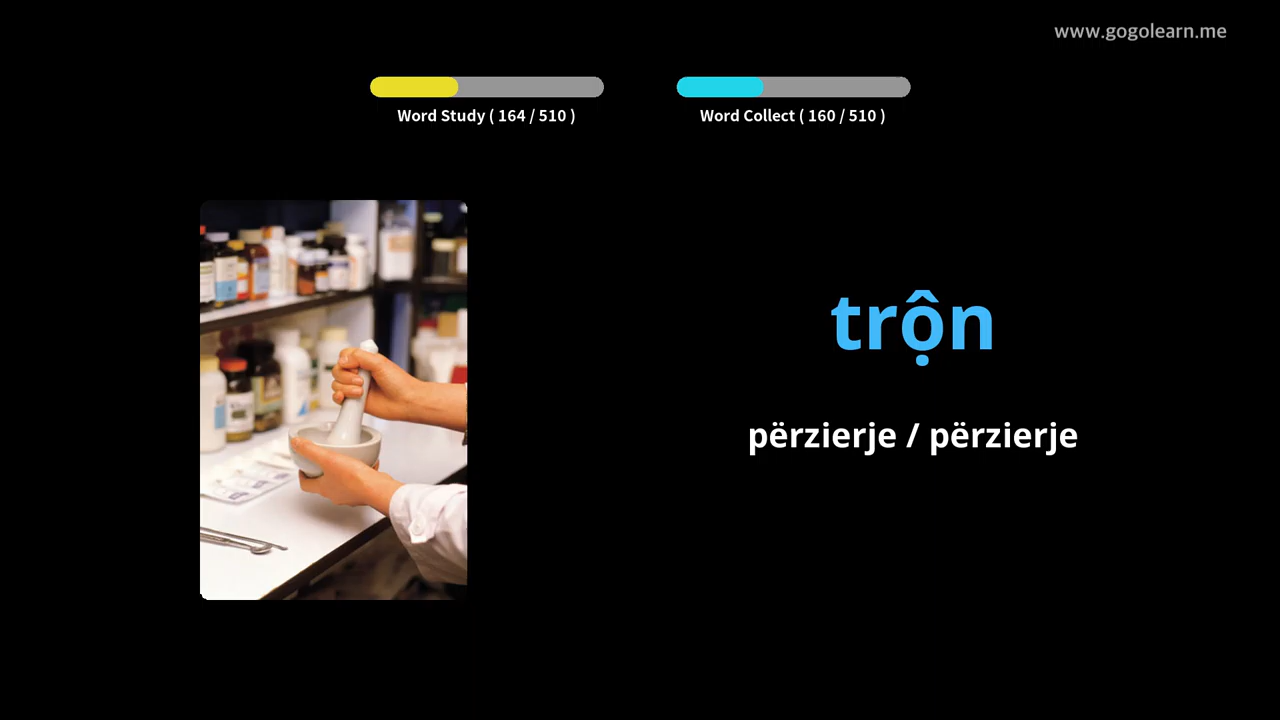 www.gogolearn.me
Word Study ( 164 / 510 )
Word Collect ( 160 / 510 )
trộn
përzierje / përzierje